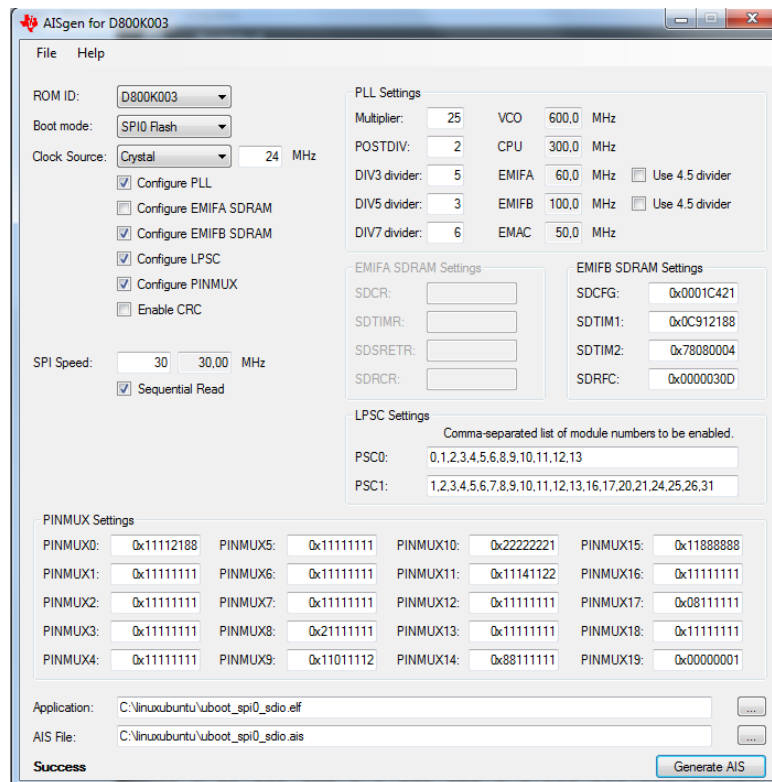 AISgen for D800K003
File Help
ROM ID: D800K003
Boot mode: SPI0 Flash
Clock Source: Crystal 24 MHz
Configure PLL
Configure EMIFA SDRAM
Configure EMIFB SDRAM
Configure LPSC
Configure PINMUX
Enable CRC
SPI Speed: 30 30,00 MHz
Sequential Read
PLL Settings
Multiplier: 25 VCO 600,0 MHz
POSTDIV: 2 CPU 300,0 MHz
DIV3 divider: 5 EMIFA 60,0 MHz Use 4.5 divider
DIV5 divider: 3 EMIFB 100,0 MHz Use 4.5 divider
DIV7 divider: 6 EMAC 50,0 MHz
EMIFA SDRAM Settings
SDCR:
SDTIMR:
SDSRETR:
SDRCR:
EMIFB SDRAM Settings
SDCFG: 0x0001C421
SDTIM1: 0x0C912188
SDTIM2: 0x78080004
SDRFC: 0x0000030D
LPSC Settings
Comma-separated list of module numbers to be enabled.
PSC0: 0,1,2,3,4,5,6,8,9,10,11,12,13
PSC1: 1,2,3,4,5,6,7,8,9,10,11,12,13,16,17,20,21,24,25,26,31
PINMUX Settings
PINMUX0: 0x11112188 PINMUX5: 0x11111111 PINMUX10: 0x22222221 PINMUX15: 0x11888888
PINMUX1: 0x11111111 PINMUX6: 0x11111111 PINMUX11: 0x11141122 PINMUX16: 0x11111111
PINMUX2: 0x11111111 PINMUX7: 0x11111111 PINMUX12: 0x11111111 PINMUX17: 0x08111111
PINMUX3: 0x11111111 PINMUX8: 0x21111111 PINMUX13: 0x11111111 PINMUX18: 0x11111111
PINMUX4: 0x11111111 PINMUX9: 0x11011112 PINMUX14: 0x88111111 PINMUX19: 0x00000001
Application: C:\linuxubuntu\uboot_spi0_sdio.elf ...
AIS File: C:\linuxubuntu\uboot_spi0_sdio.ais ...
Success Generate AIS